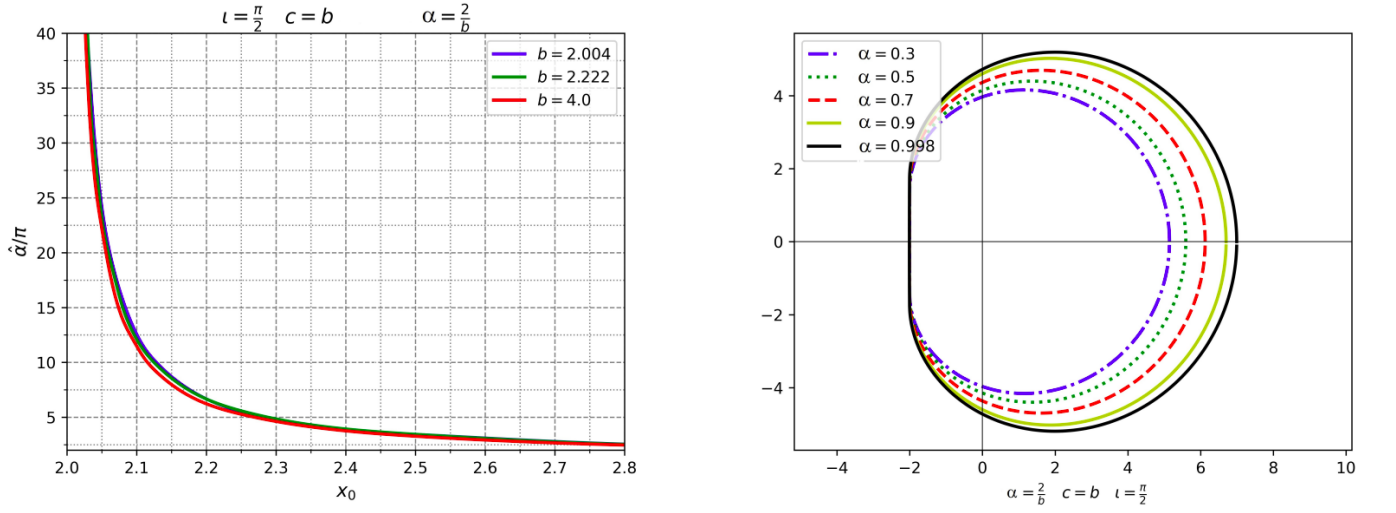 ι = π/2 c = b α = 2/b
40
35
30
25
20
15
10
5
α̂/π
b = 2.004
b = 2.222
b = 4.0
2.0 2.1 2.2 2.3 2.4 2.5 2.6 2.7 2.8
x₀
α = 0.3
α = 0.5
α = 0.7
α = 0.9
α = 0.998
4
2
0
−2
−4
−4 −2 0 2 4 6 8 10
α = 2/b c = b ι = π/2